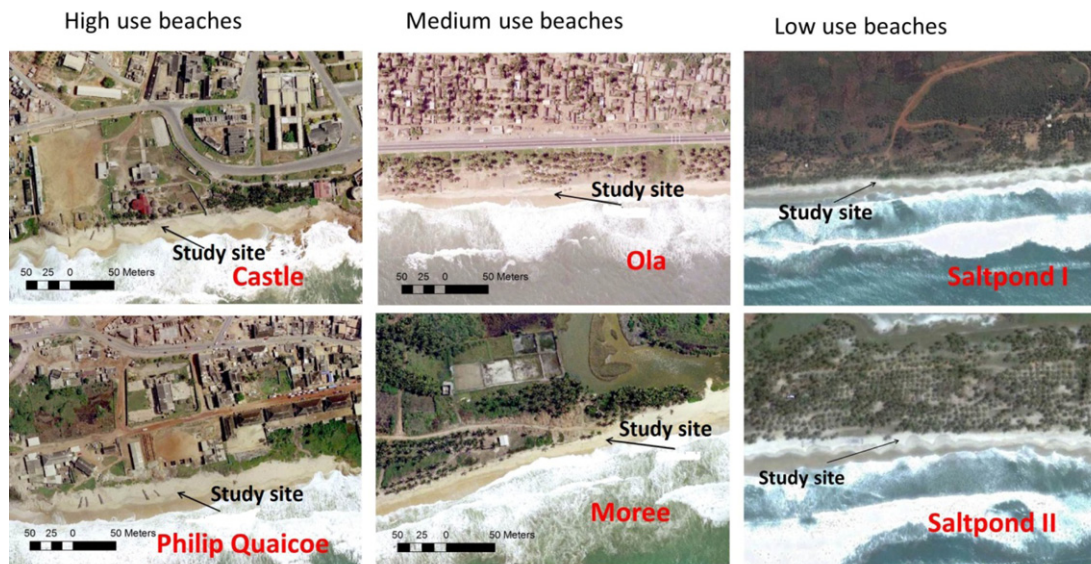 High use beaches
Medium use beaches
Low use beaches
Study site
Castle
50 25 0 50 Meters
Study site
Ola
50 25 0 50 Meters
Study site
Saltpond I
Study site
Philip Quaicoe
50 25 0 50 Meters
Study site
Moree
50 25 0 50 Meters
Study site
Saltpond II